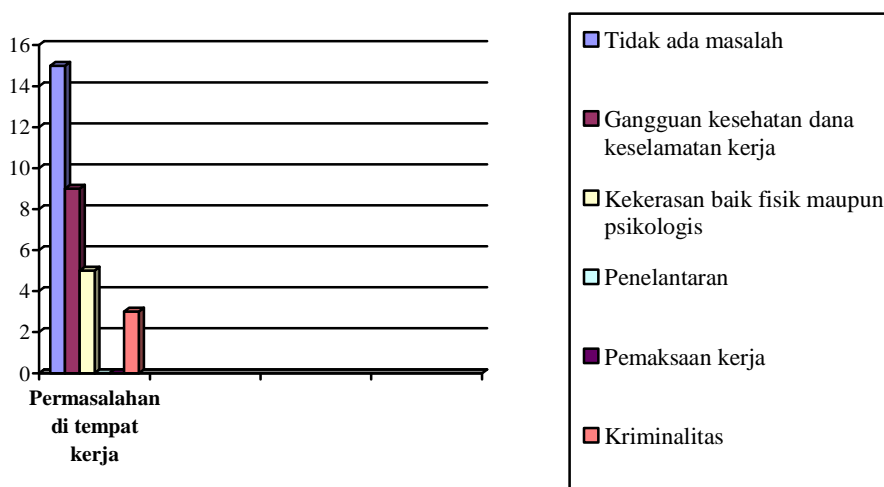 16
14
12
10
8
6
4
2
0
Permasalahan
di tempat
kerja
Tidak ada masalah
Gangguan kesehatan dana
keselamatan kerja
Kekerasan baik fisik maupun
psikologis
Penelantaran
Pemaksaan kerja
Kriminalitas